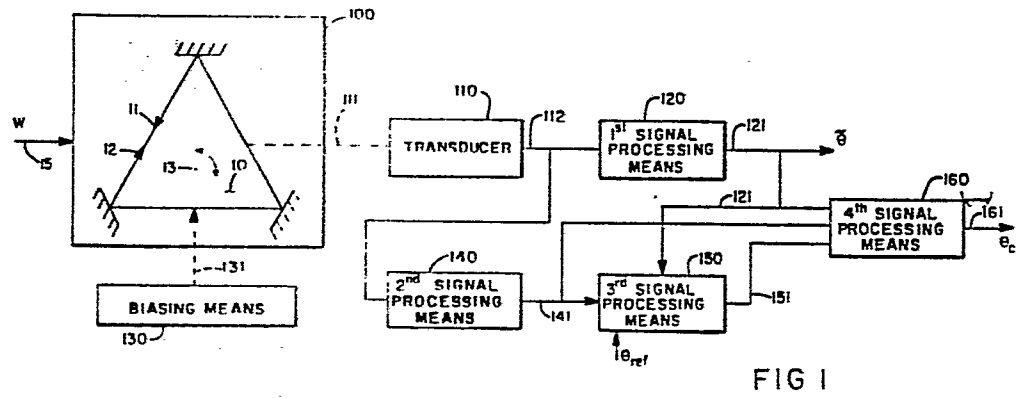 100
W
15
11
12
13
10
111
110
TRANSDUCER
112
120
1st SIGNAL
PROCESSING
MEANS
121
θ̃
121
160
4th SIGNAL
PROCESSING
MEANS
161
θc
131
BIASING MEANS
130
140
2nd SIGNAL
PROCESSING
MEANS
141
150
3rd SIGNAL
PROCESSING
MEANS
151
θref
FIG 1